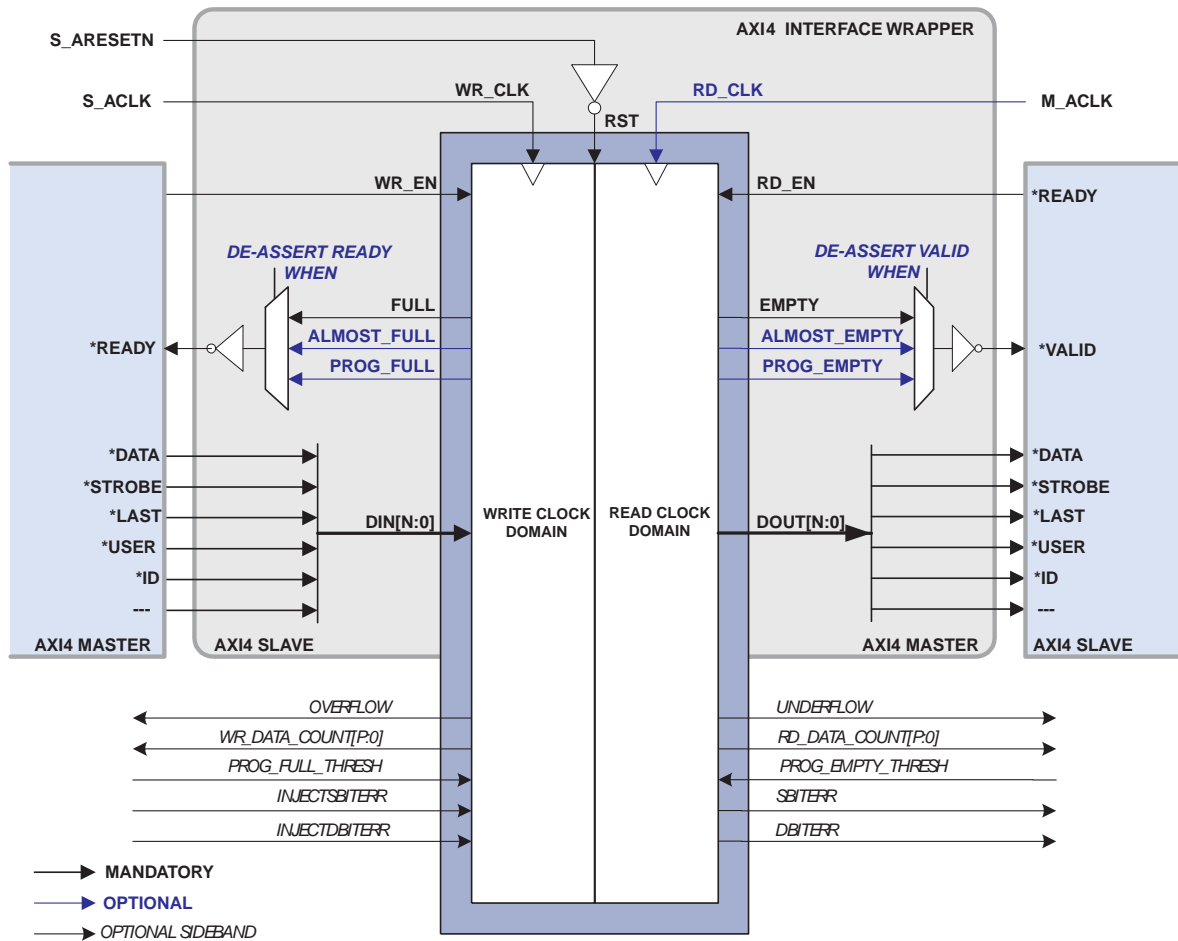 AXI4 INTERFACE WRAPPER
S_ARESETN
S_ACLK
WR_CLK
RD_CLK
M_ACLK
RST
WR_EN
RD_EN
*READY
DE-ASSERT READY
WHEN
DE-ASSERT VALID
WHEN
FULL
EMPTY
*READY
ALMOST_FULL
ALMOST_EMPTY
*VALID
PROG_FULL
PROG_EMPTY
*DATA
*STROBE
*LAST
*USER
*ID
---
DIN[N:0]
WRITE CLOCK
DOMAIN
READ CLOCK
DOMAIN
DOUT[N:0]
*DATA
*STROBE
*LAST
*USER
*ID
---
AXI4 MASTER
AXI4 SLAVE
AXI4 MASTER
AXI4 SLAVE
OVERFLOW
UNDERFLOW
WR_DATA_COUNT[P:0]
RD_DATA_COUNT[P:0]
PROG_FULL_THRESH
PROG_EMPTY_THRESH
INJECTSBITERR
SBITERR
INJECTDBITERR
DBITERR
MANDATORY
OPTIONAL
OPTIONAL SIDEBAND